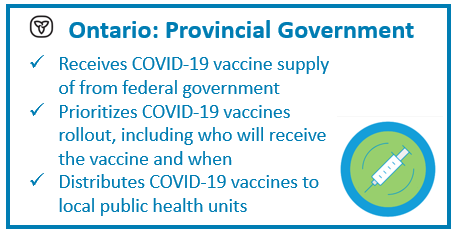 Ontario: Provincial Government
✓ Receives COVID-19 vaccine supply
of from federal government
✓ Prioritizes COVID-19 vaccines
rollout, including who will receive
the vaccine and when
✓ Distributes COVID-19 vaccines to
local public health units